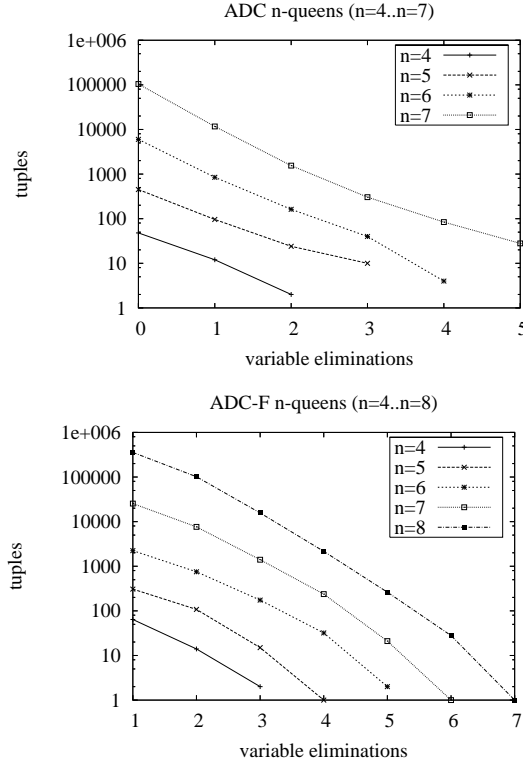 ADC n-queens (n=4..n=7)
1e+006
100000
10000
1000
100
10
1
tuples
n=4
n=5
n=6
n=7
0 1 2 3 4 5
variable eliminations
ADC-F n-queens (n=4..n=8)
1e+006
100000
10000
1000
100
10
1
tuples
n=4
n=5
n=6
n=7
n=8
1 2 3 4 5 6 7
variable eliminations